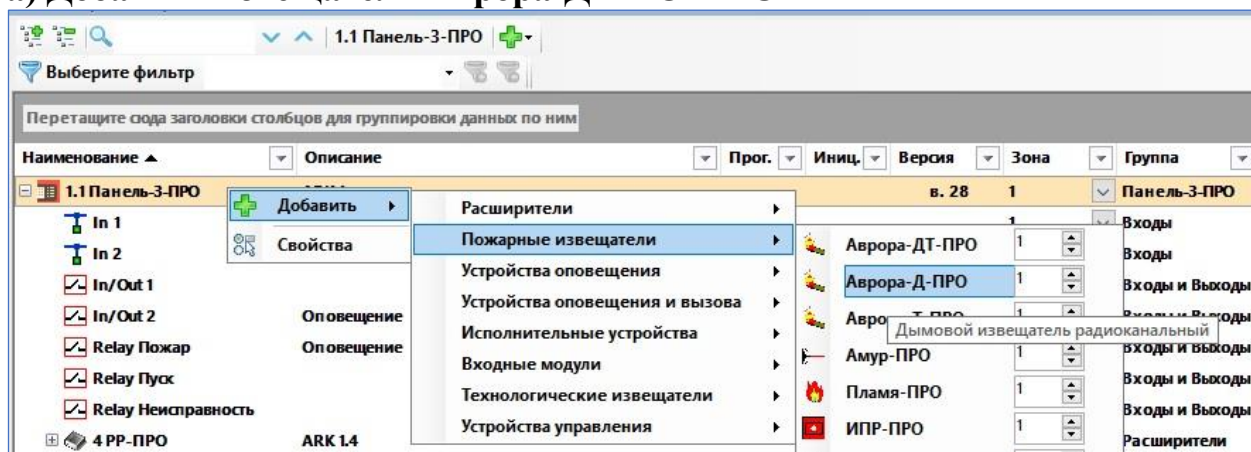 1.1 Панель-3-ПРО
Выберите фильтр
Перетащите сюда заголовки столбцов для группировки данных по ним
Наименование Описание Прог. Иниц. Версия Зона Группа
1.1 Панель-3-ПРО в. 28 1 Панель-3-ПРО
Добавить Расширители
In 1 1 Входы
Свойства Пожарные извещатели Аврора-ДТ-ПРО 1
In 2 Входы
Устройства оповещения Аврора-Д-ПРО 1
In/Out 1 Входы и Выходы
Устройства оповещения и вызова
In/Out 2 Оповещение
Дымовой извещатель радиоканальный
Исполнительные устройства
Relay Пожар Оповещение Входы и Выходы
Входные модули Амур-ПРО 1
Relay Пуск Входы и Выходы
Технологические извещатели Пламя-ПРО 1
Relay Неисправность Входы и Выходы
Устройства управления ИПР-ПРО 1
4 РР-ПРО ARK 1.4 Расширители